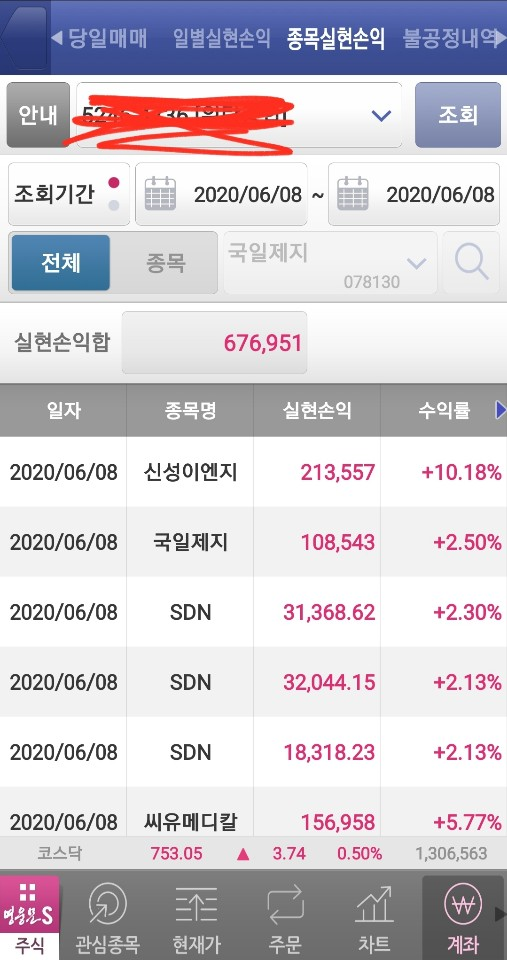 당일매매 일별실현손익 종목실현손익 불공정내역
안내
조회
조회기간 2020/06/08 ~ 2020/06/08
전체 종목 국일제지
078130
실현손익합 676,951
일자 종목명 실현손익 수익률
2020/06/08 신성이엔지 213,557 +10.18%
2020/06/08 국일제지 108,543 +2.50%
2020/06/08 SDN 31,368.62 +2.30%
2020/06/08 SDN 32,044.15 +2.13%
2020/06/08 SDN 18,318.23 +2.13%
2020/06/08 씨유메디칼 156,958 +5.77%
코스닥 753.05 ▲ 3.74 0.50% 1,306,563
영웅문S
주식 관심종목 현재가 주문 차트 계좌